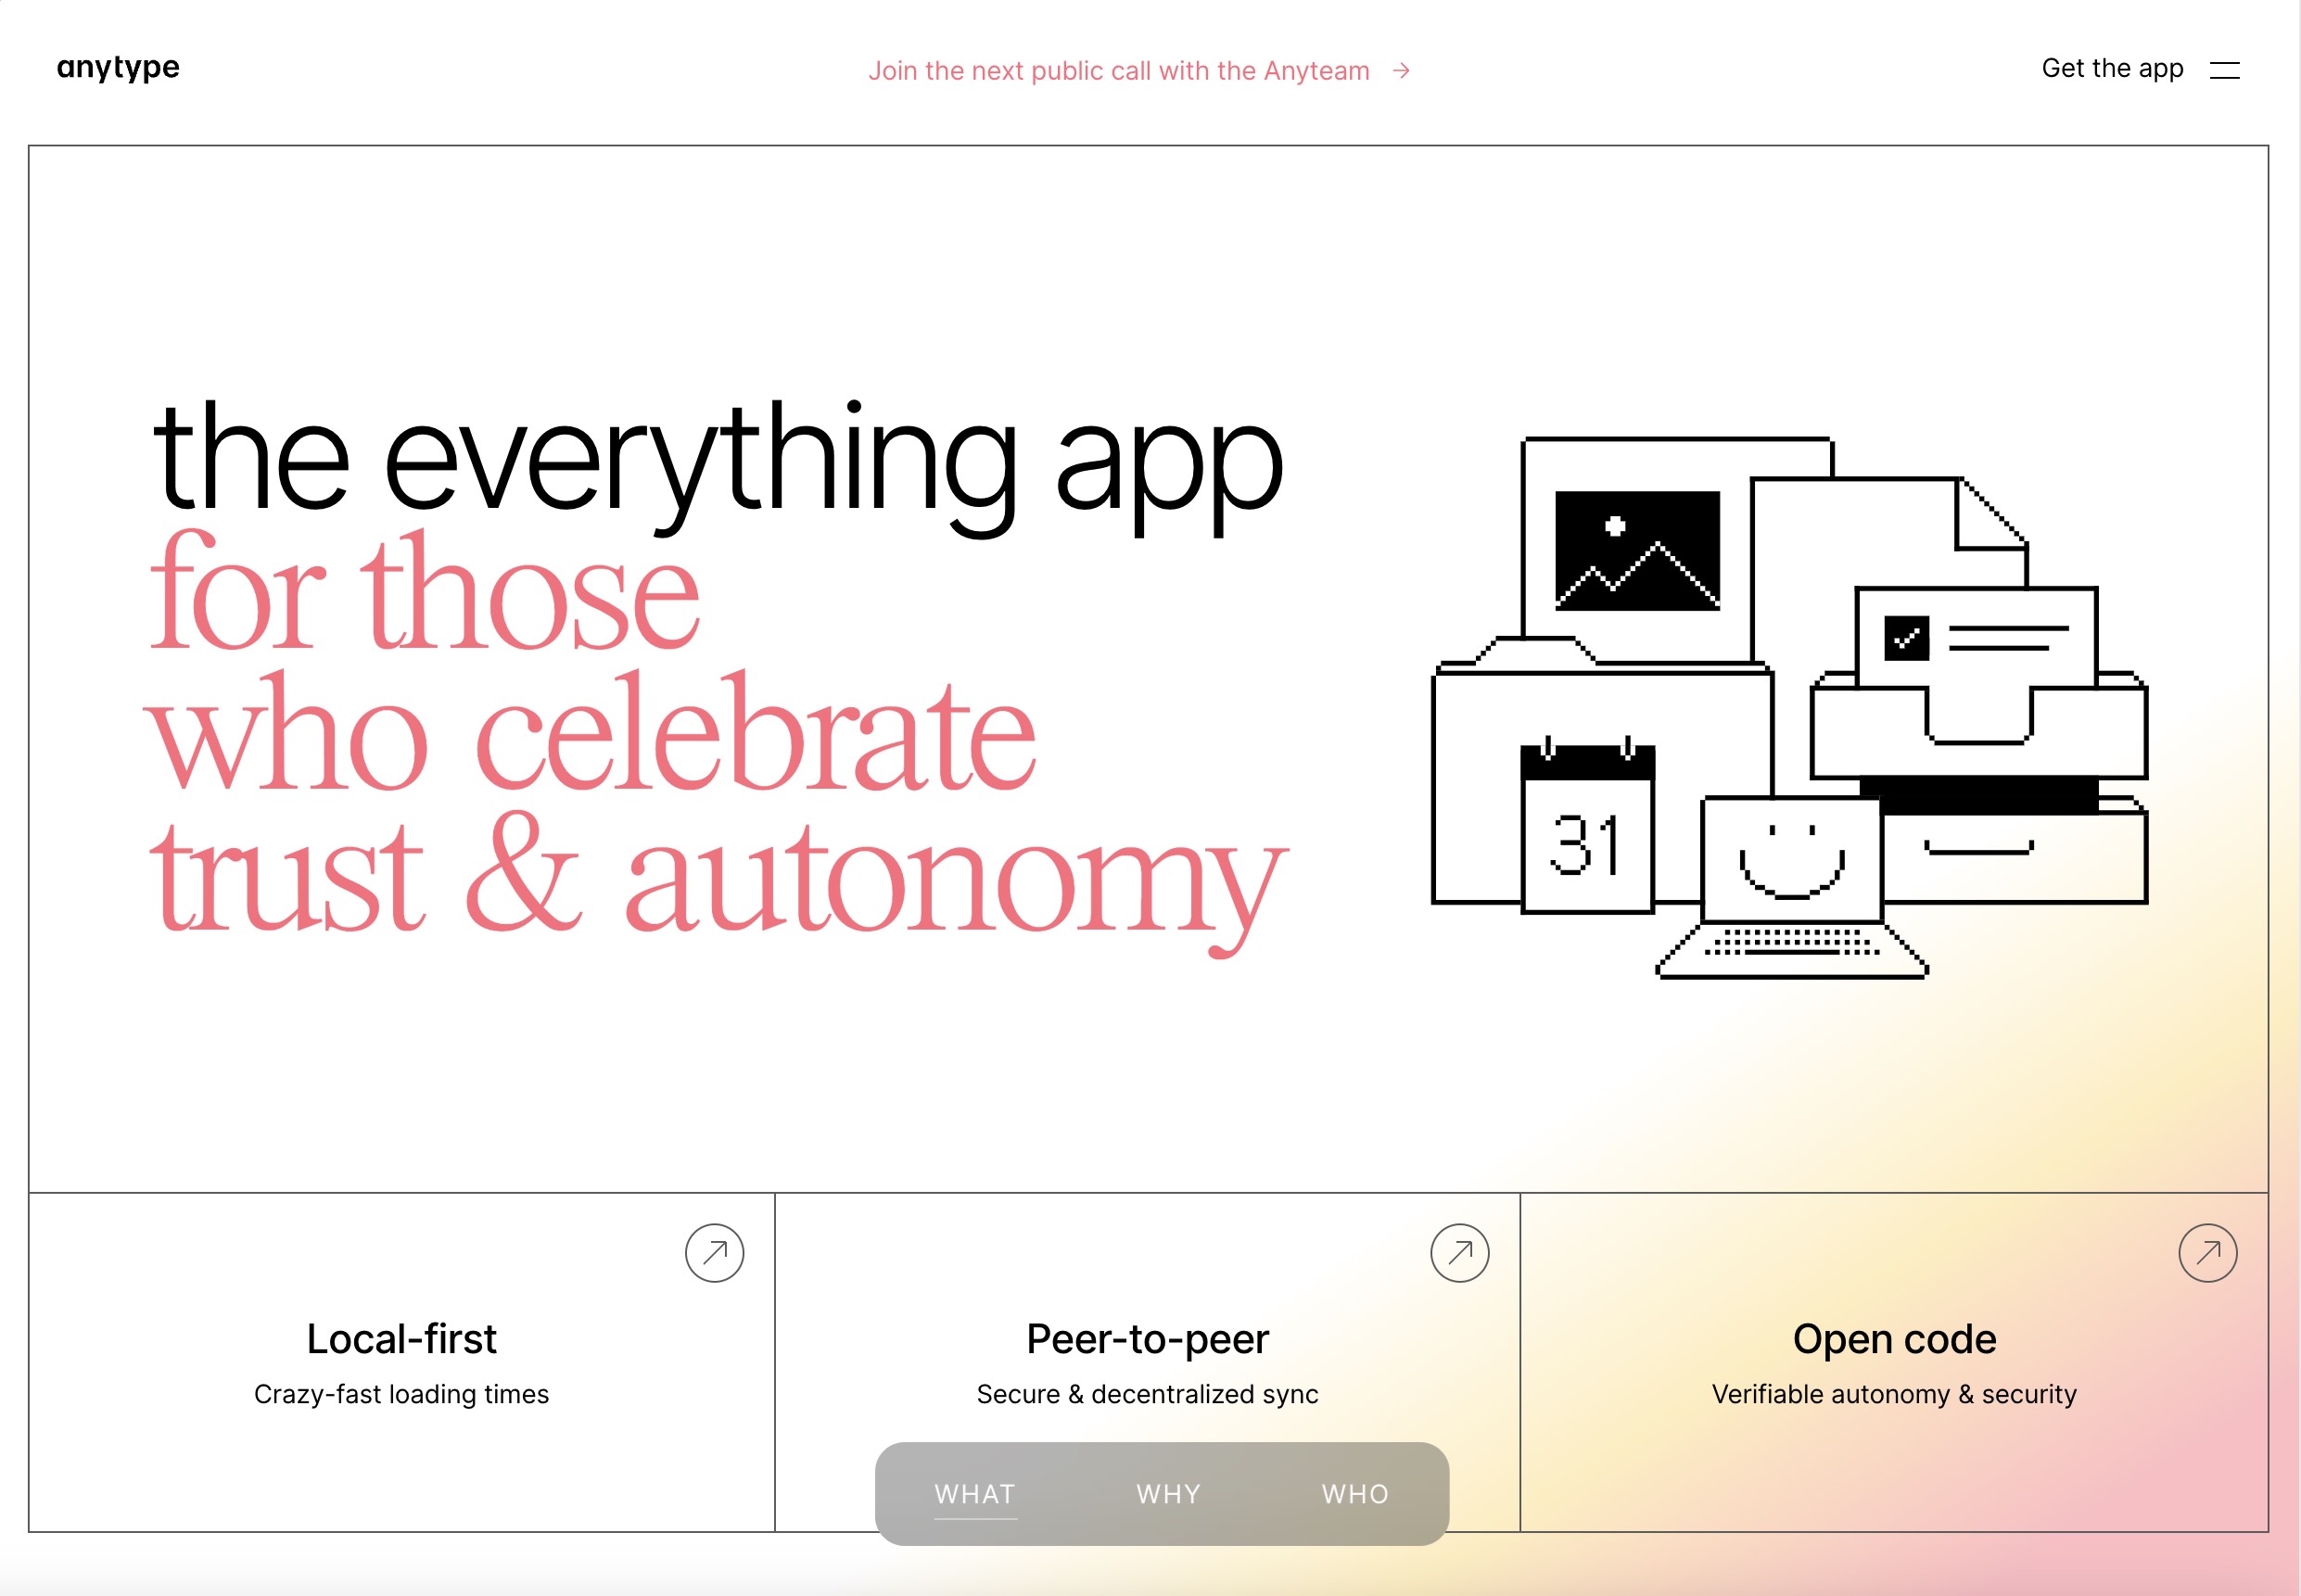 anytype
Join the next public call with the Anyteam →
Get the app
the everything app
for those
who celebrate
trust & autonomy
31
Local-first
Crazy-fast loading times
Peer-to-peer
Secure & decentralized sync
Open code
Verifiable autonomy & security
WHAT
WHY
WHO